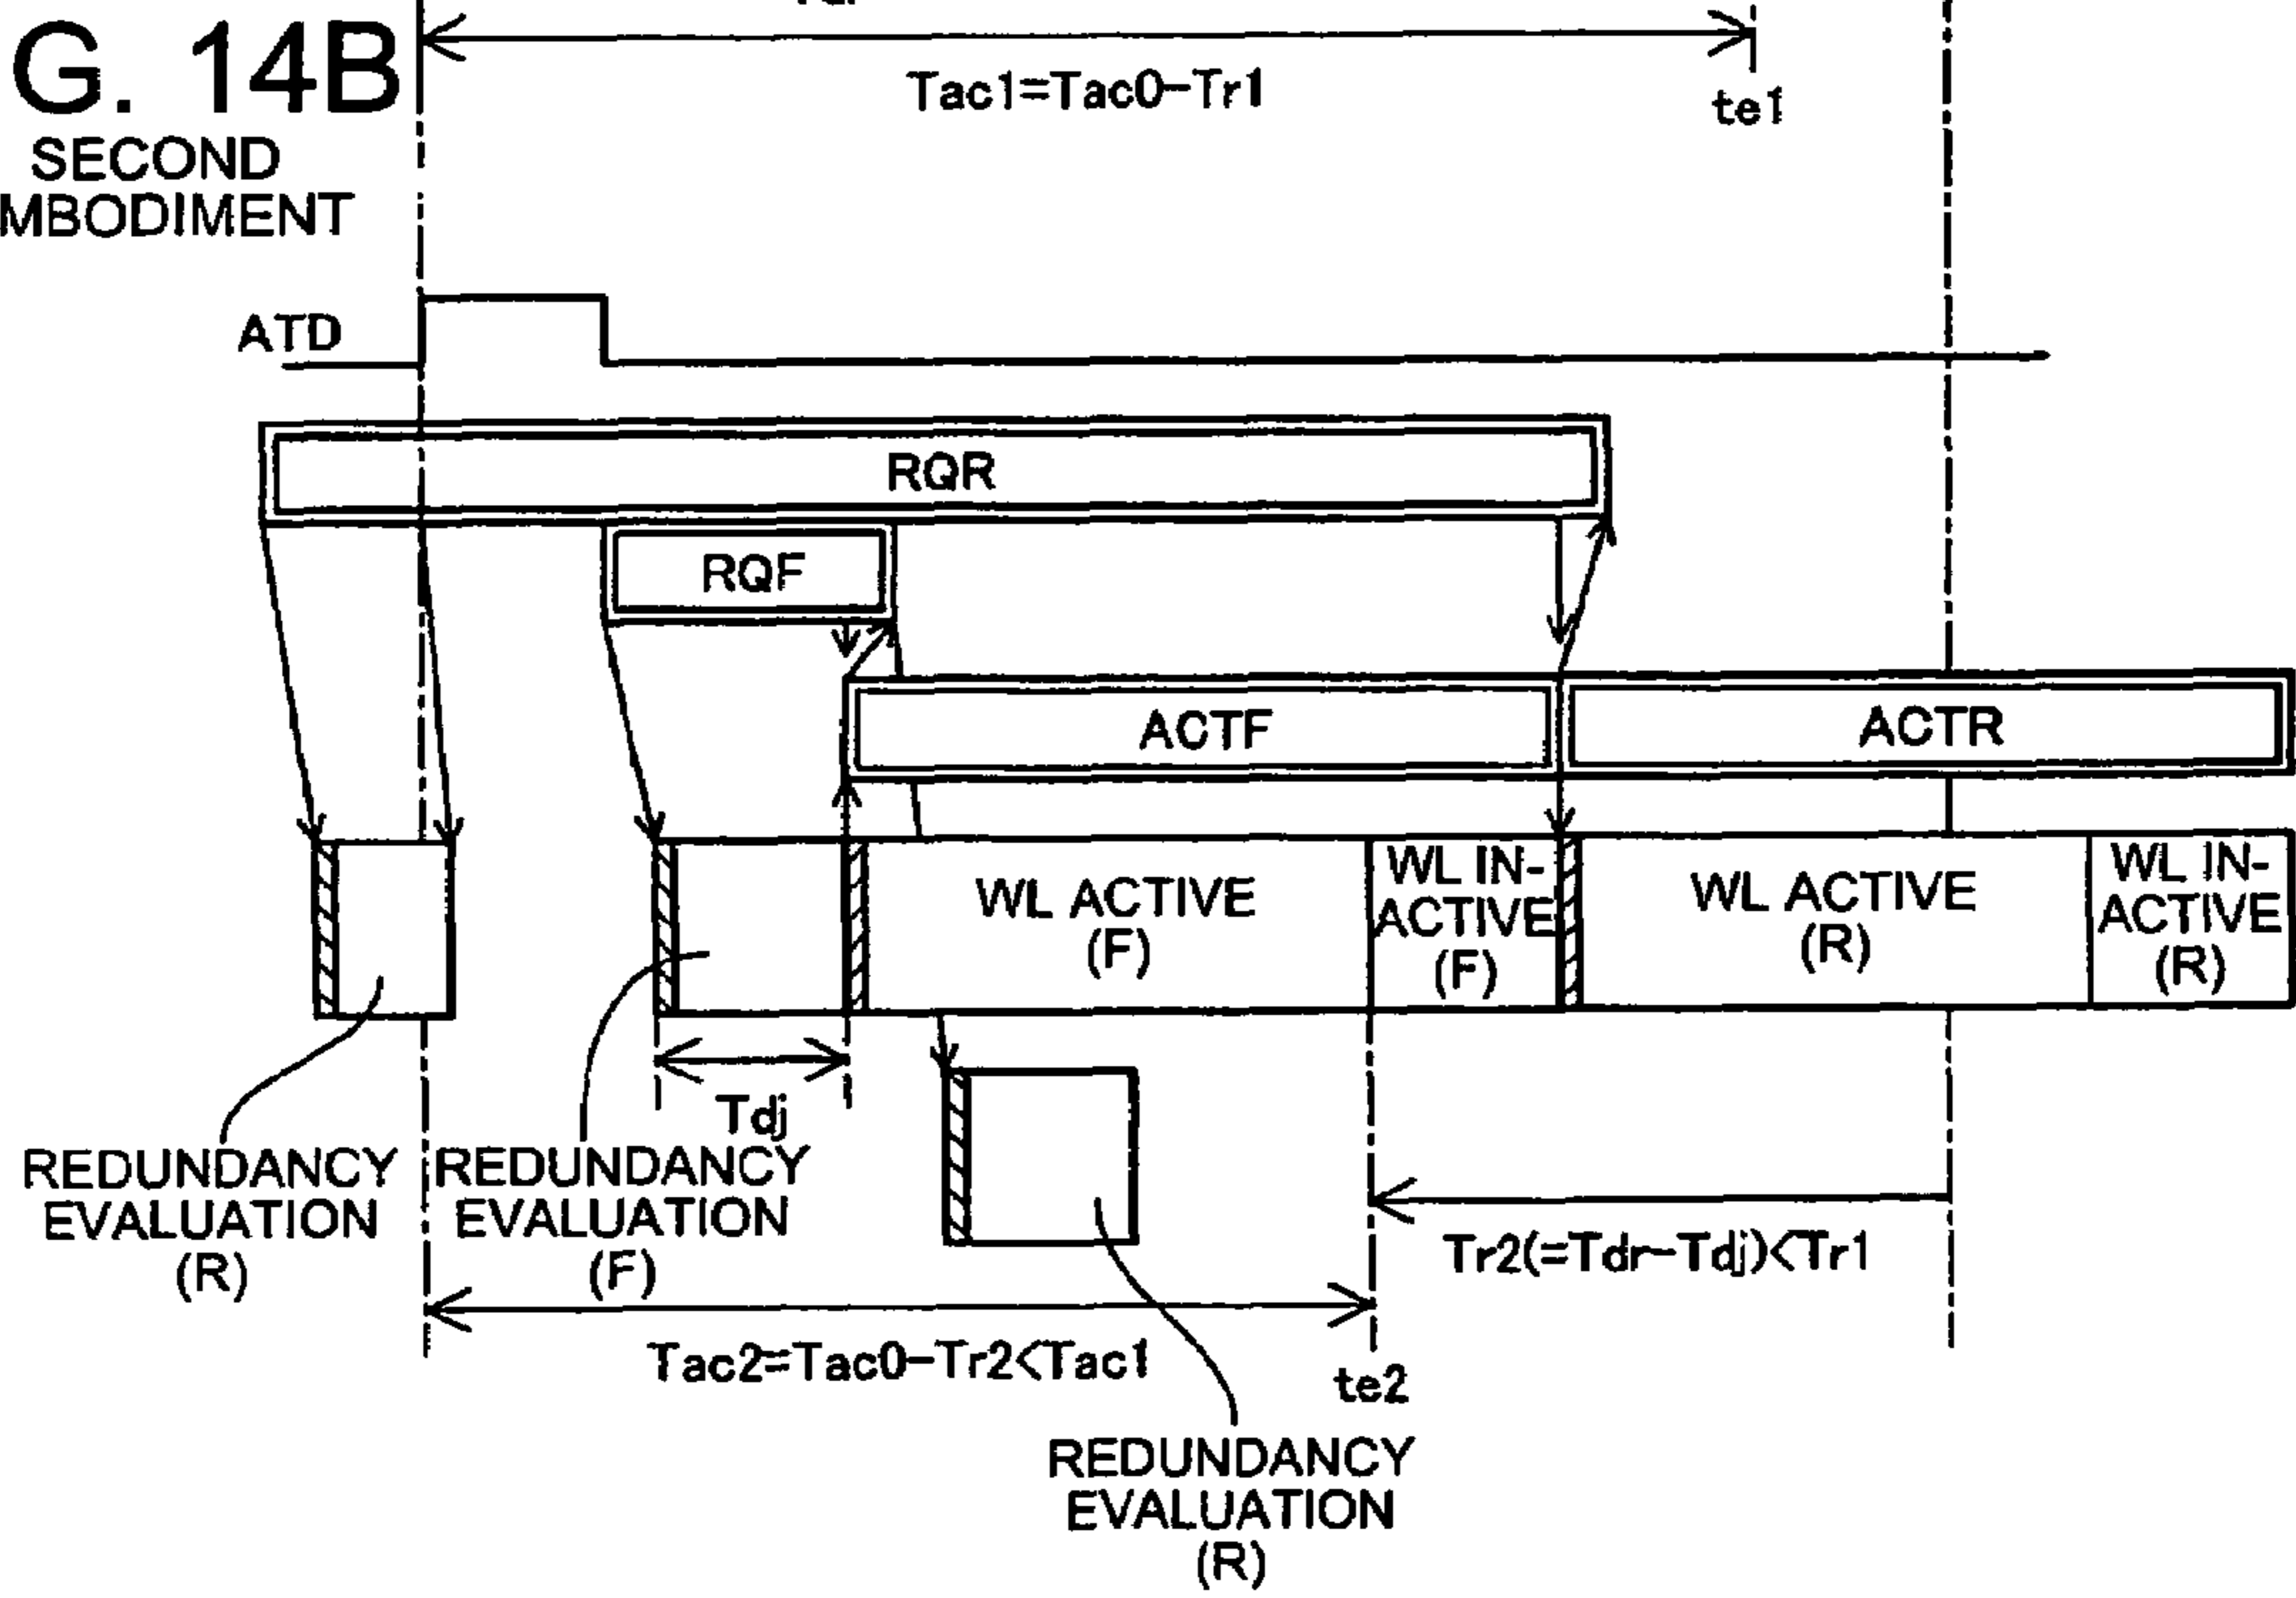 G. 14B
SECOND
MBODIMENT
Tac1=Tac0-Tr1
te1
ATD
RQR
RQF
ACTF
ACTR
WL ACTIVE
(F)
WL IN-
ACTIVE
(F)
WL ACTIVE
(R)
WL IN-
ACTIVE
(R)
Tdj
REDUNDANCY
EVALUATION
(R)
REDUNDANCY
EVALUATION
(F)
Tr2(=Tdr-Tdj)<Tr1
Tac2=Tac0-Tr2<Tac1
te2
REDUNDANCY
EVALUATION
(R)